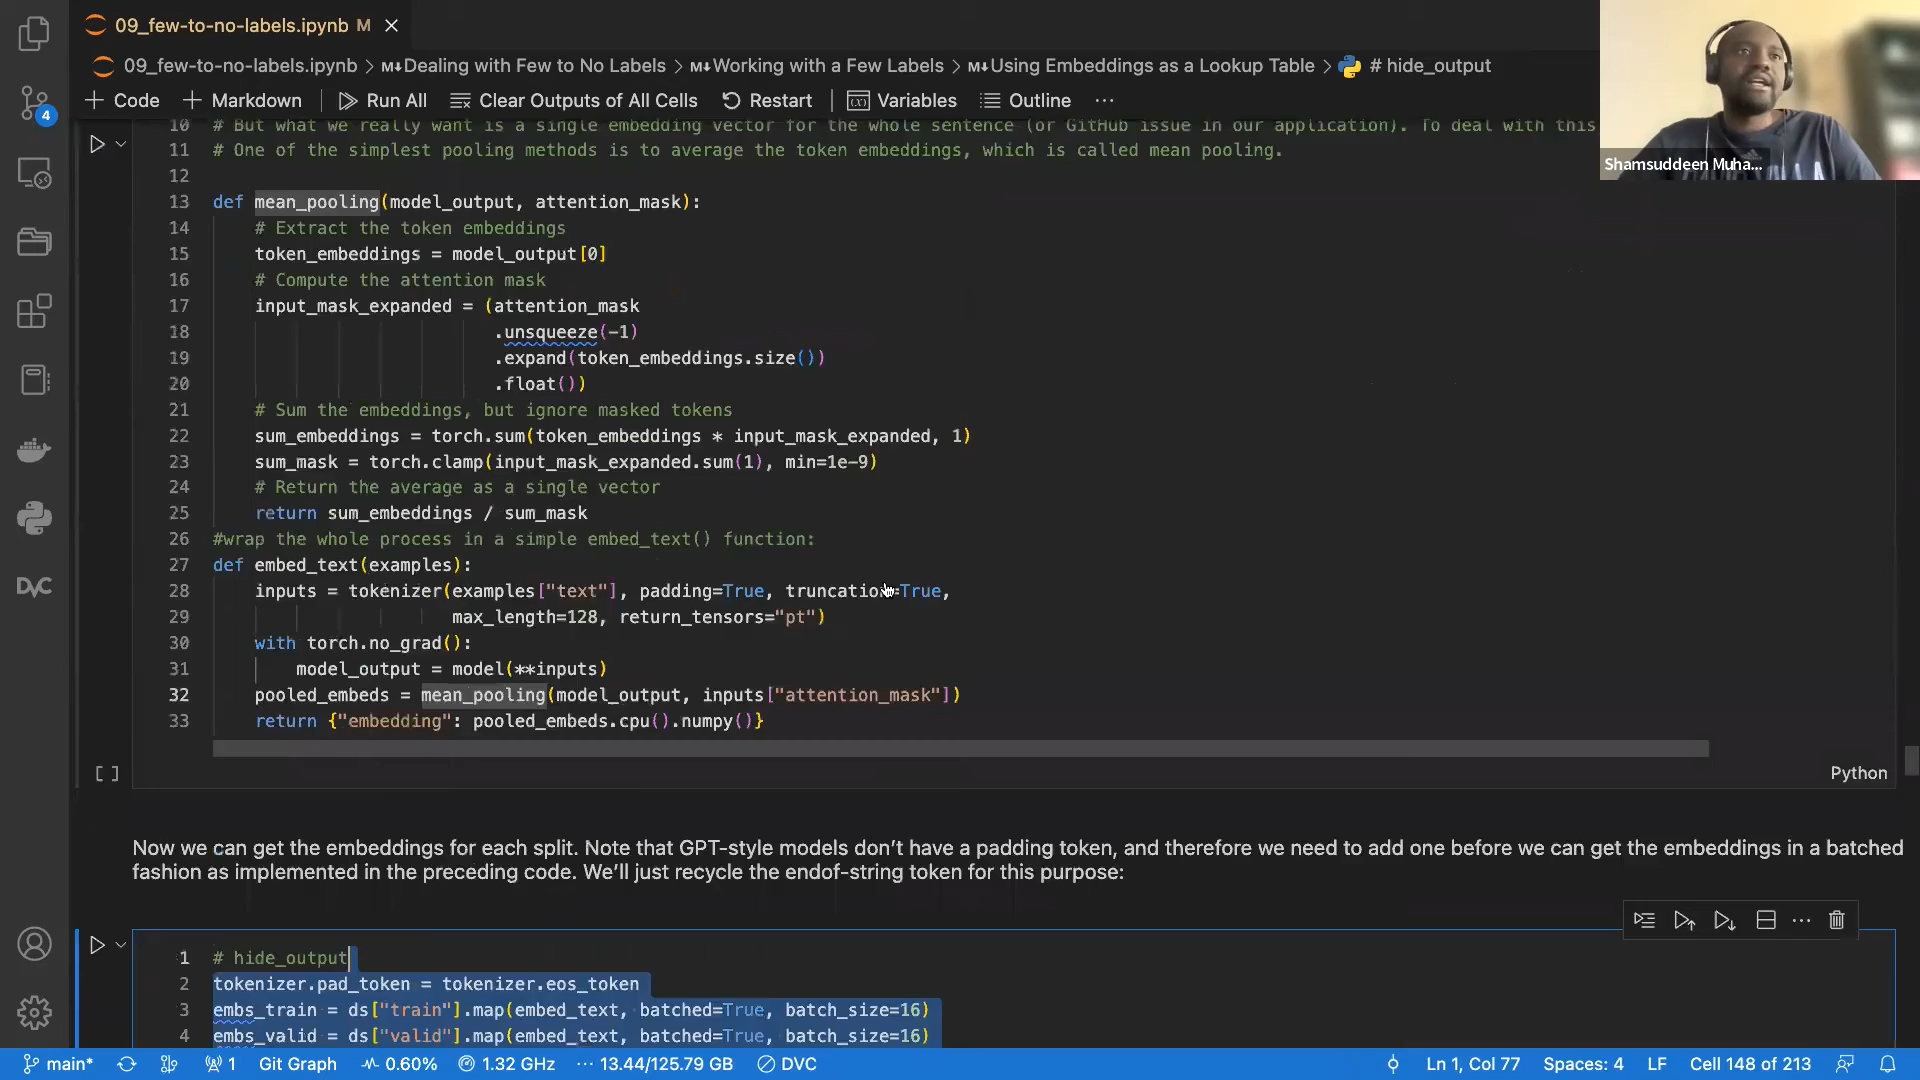 09_few-to-no-labels.ipynb M
09_few-to-no-labels.ipynb > M↓Dealing with Few to No Labels > M↓Working with a Few Labels > M↓Using Embeddings as a Lookup Table > # hide_output
Code Markdown Run All Clear Outputs of All Cells Restart Variables Outline ...
Shamsuddeen Muha...
4
10 # But what we really want is a single embedding vector for the whole sentence (or GitHub issue in our application). To deal with this
11 # One of the simplest pooling methods is to average the token embeddings, which is called mean pooling.
12
13 def mean_pooling(model_output, attention_mask):
14 # Extract the token embeddings
15 token_embeddings = model_output[0]
16 # Compute the attention mask
17 input_mask_expanded = (attention_mask
18 .unsqueeze(-1)
19 .expand(token_embeddings.size())
20 .float())
21 # Sum the embeddings, but ignore masked tokens
22 sum_embeddings = torch.sum(token_embeddings * input_mask_expanded, 1)
23 sum_mask = torch.clamp(input_mask_expanded.sum(1), min=1e-9)
24 # Return the average as a single vector
25 return sum_embeddings / sum_mask
26 #wrap the whole process in a simple embed_text() function:
27 def embed_text(examples):
28 inputs = tokenizer(examples["text"], padding=True, truncation=True,
29 max_length=128, return_tensors="pt")
30 with torch.no_grad():
31 model_output = model(**inputs)
32 pooled_embeds = mean_pooling(model_output, inputs["attention_mask"])
33 return {"embedding": pooled_embeds.cpu().numpy()}
[ ]
Python
DVC
Now we can get the embeddings for each split. Note that GPT-style models don't have a padding token, and therefore we need to add one before we can get the embeddings in a batched
fashion as implemented in the preceding code. We'll just recycle the endof-string token for this purpose:
1 # hide_output
2 tokenizer.pad_token = tokenizer.eos_token
3 embs_train = ds["train"].map(embed_text, batched=True, batch_size=16)
4 embs_valid = ds["valid"].map(embed_text, batched=True, batch_size=16)
main* 1 Git Graph 0.60% 1.32 GHz ... 13.44/125.79 GB DVC Ln 1, Col 77 Spaces: 4 LF Cell 148 of 213